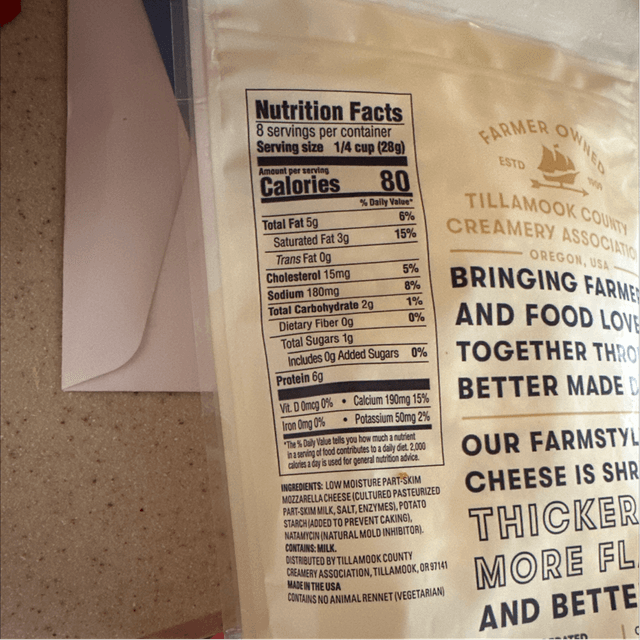 Nutrition Facts
8 servings per container
Serving size 1/4 cup (28g)
Amount per serving
Calories 80
% Daily Value*
Total Fat 5g 6%
Saturated Fat 3g 15%
Trans Fat 0g
Cholesterol 15mg 5%
Sodium 180mg 8%
Total Carbohydrate 2g 1%
Dietary Fiber 0g 0%
Total Sugars 1g
Includes 0g Added Sugars 0%
Protein 6g
Vit. D 0mcg 0% • Calcium 190mg 15%
Iron 0mg 0% • Potassium 50mg 2%
*The % Daily Value tells you how much a nutrient
in a serving of food contributes to a daily diet. 2,000
calories a day is used for general nutrition advice.
INGREDIENTS: LOW MOISTURE PART-SKIM
MOZZARELLA CHEESE (CULTURED PASTEURIZED
PART-SKIM MILK, SALT, ENZYMES), POTATO
STARCH (ADDED TO PREVENT CAKING),
NATAMYCIN (NATURAL MOLD INHIBITOR).
CONTAINS: MILK.
DISTRIBUTED BY TILLAMOOK COUNTY
CREAMERY ASSOCIATION, TILLAMOOK, OR 97141
MADE IN THE USA
CONTAINS NO ANIMAL RENNET (VEGETARIAN)
FARMER OWNED
ESTD 1909
TILLAMOOK COUNTY
CREAMERY ASSOCIATIO
OREGON, USA
BRINGING FARME
AND FOOD LOVE
TOGETHER THRO
BETTER MADE D
OUR FARMSTYL
CHEESE IS SHR
THICKER
MORE FL
AND BETTE